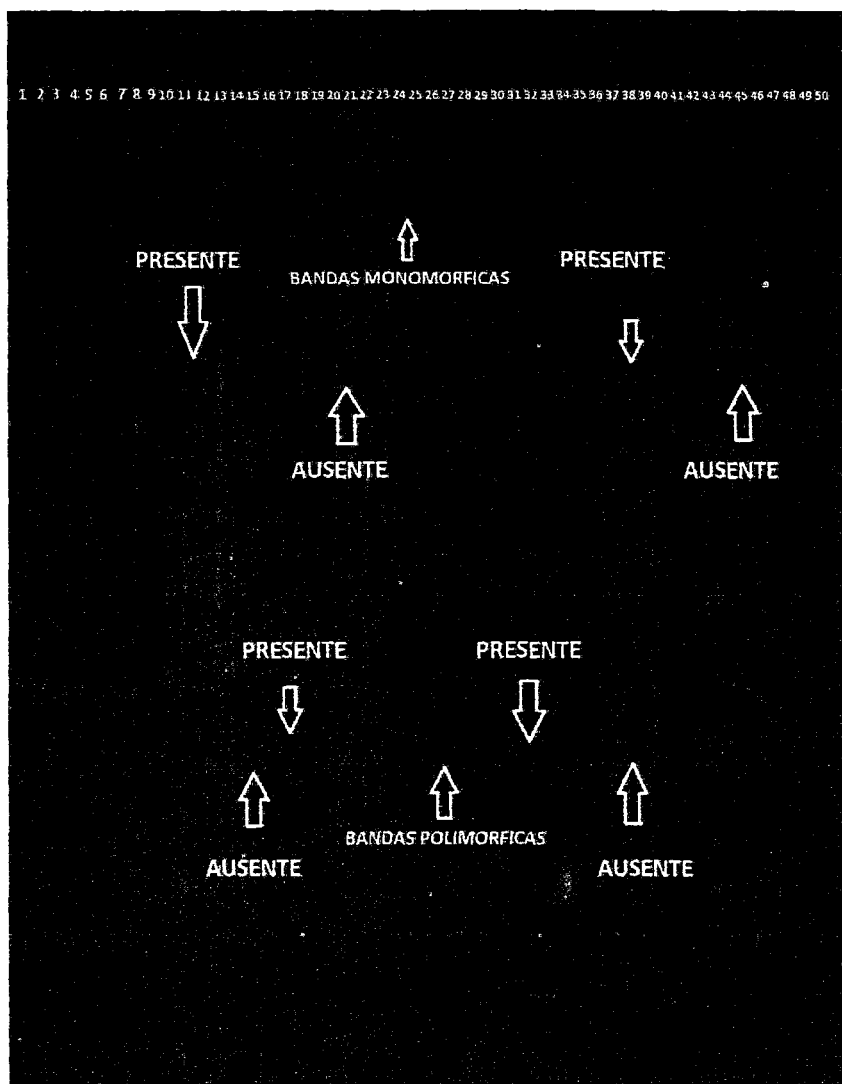 1 2 3 4 5 6 7 8 9 10 11 12 13 14 15 16 17 18 19 20 21 22 23 24 25 26 27 28 29 30 31 32 33 34 35 36 37 38 39 40 41 42 43 44 45 46 47 48 49 50
PRESENTE PRESENTE
BANDAS MONOMORFICAS
AUSENTE AUSENTE
PRESENTE PRESENTE
BANDAS POLIMORFICAS
AUSENTE AUSENTE